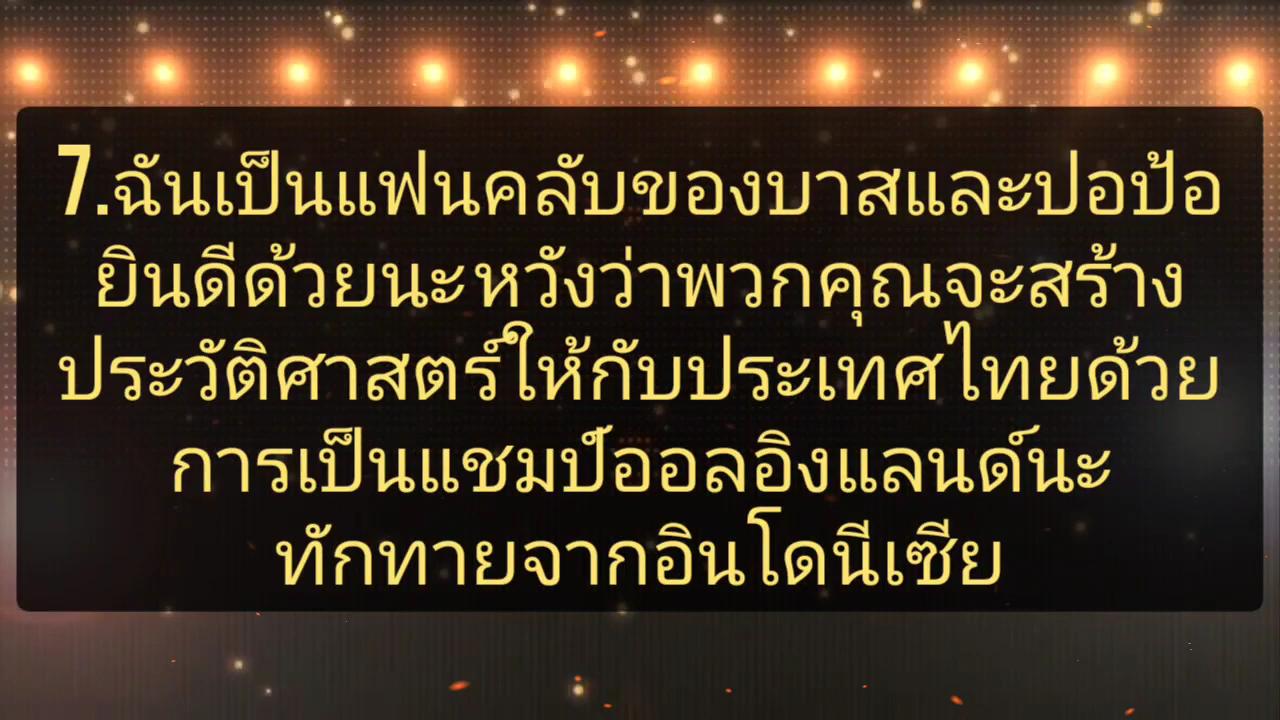 7.ฉันเป็นแฟนคลับของบาสและปอป้อ
ยินดีด้วยนะหวังว่าพวกคุณจะสร้าง
ประวัติศาสตร์ให้กับประเทศไทยด้วย
การเป็นแชมป์ออลอิงแลนด์นะ
ทักทายจากอินโดนีเซีย